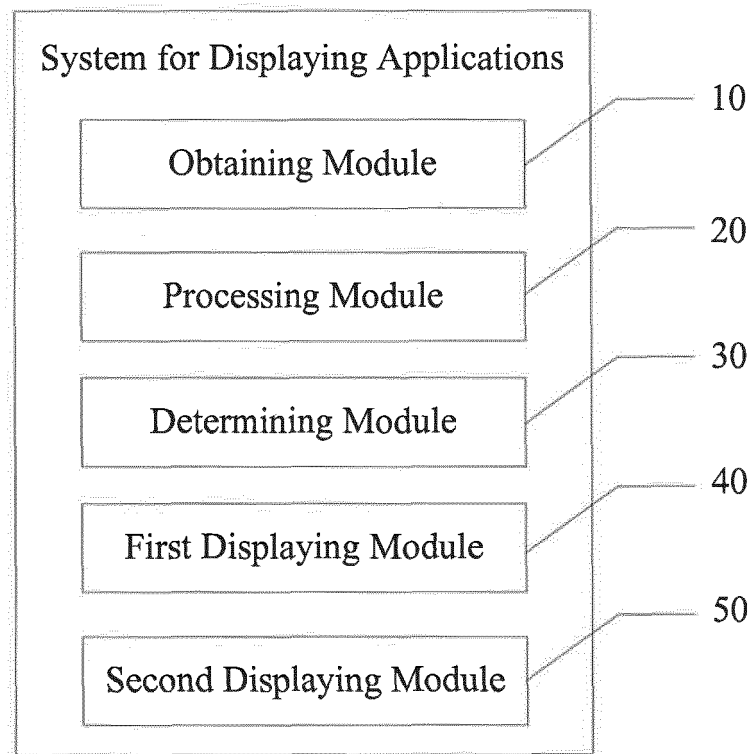 System for Displaying Applications
Obtaining Module
10
Processing Module
20
Determining Module
30
First Displaying Module
40
Second Displaying Module
50